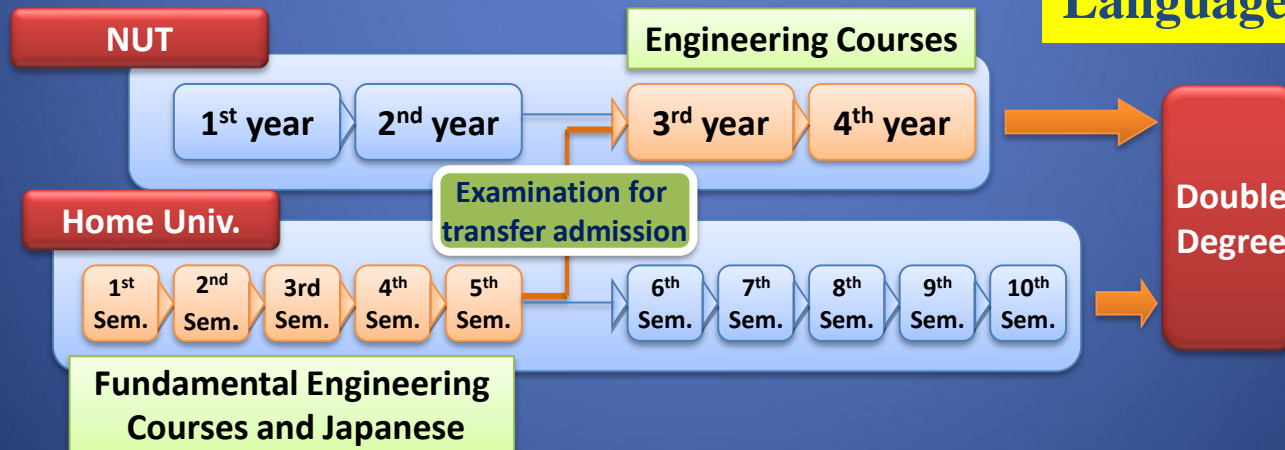 Language
NUT
Engineering Courses
1st year
2nd year
3rd year
4th year
Examination for
transfer admission
Home Univ.
1st
Sem.
2nd
Sem.
3rd
Sem.
4th
Sem.
5th
Sem.
6th
Sem.
7th
Sem.
8th
Sem.
9th
Sem.
10th
Sem.
Double
Degree
Fundamental Engineering
Courses and Japanese